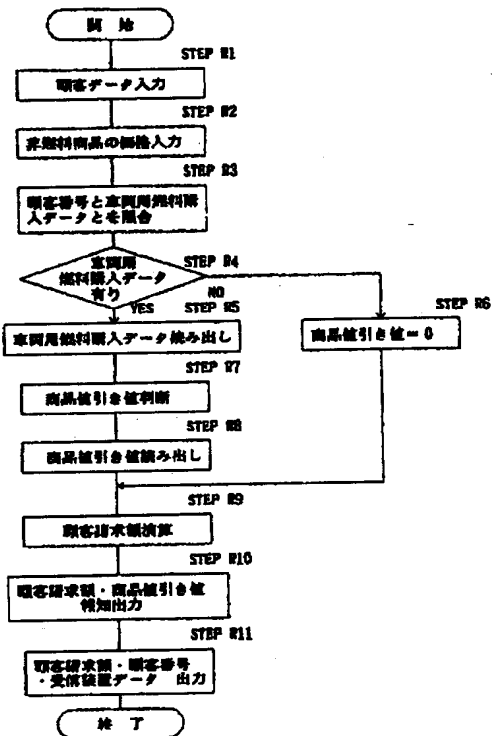 開 始
STEP R1
顧客データ入力
STEP R2
非燃料商品の価格入力
STEP R3
顧客番号と車両用燃料購
入データとを照合
STEP R4
車両用
燃料購入データ
有り
NO
YES
STEP R5
車両用燃料購入データ読み出し
STEP R6
商品値引き値=0
STEP R7
商品値引き値判断
STEP R8
商品値引き値読み出し
STEP R9
顧客請求額演算
STEP R10
顧客請求額・商品値引き値
報知出力
STEP R11
顧客請求額・顧客番号
・受信装置データ 出力
終 了